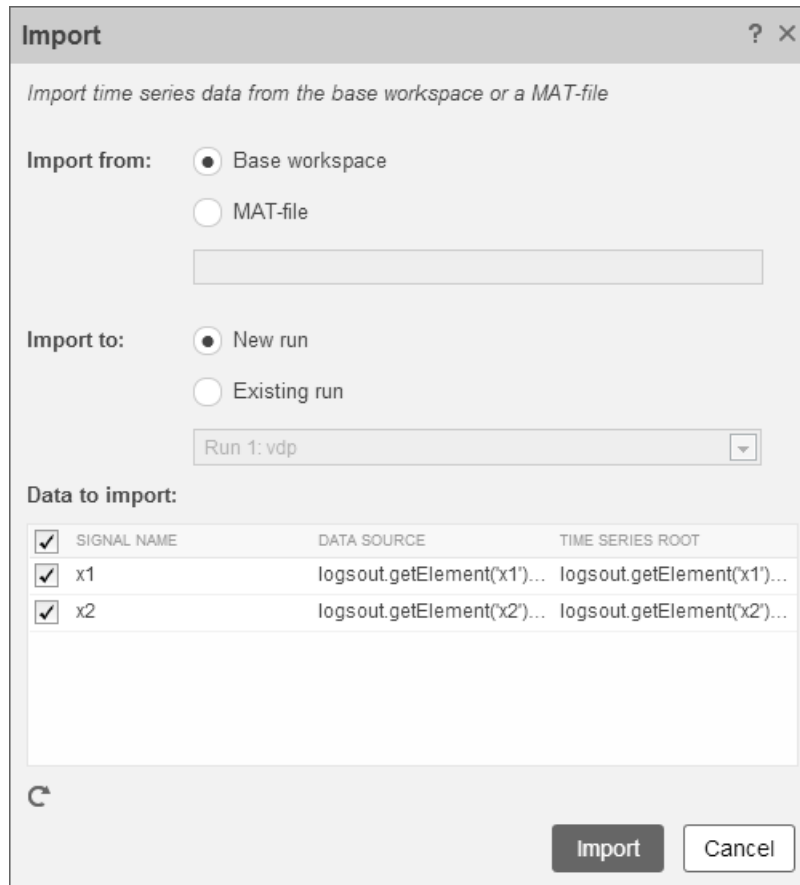 Import ?
Import time series data from the base workspace or a MAT-file
Import from: Base workspace
MAT-file
Import to: New run
Existing run
Run 1: vdp
Data to import:
SIGNAL NAME DATA SOURCE TIME SERIES ROOT
x1 logsout.getElement('x1')... logsout.getElement('x1')...
x2 logsout.getElement('x2')... logsout.getElement('x2')...
Import Cancel